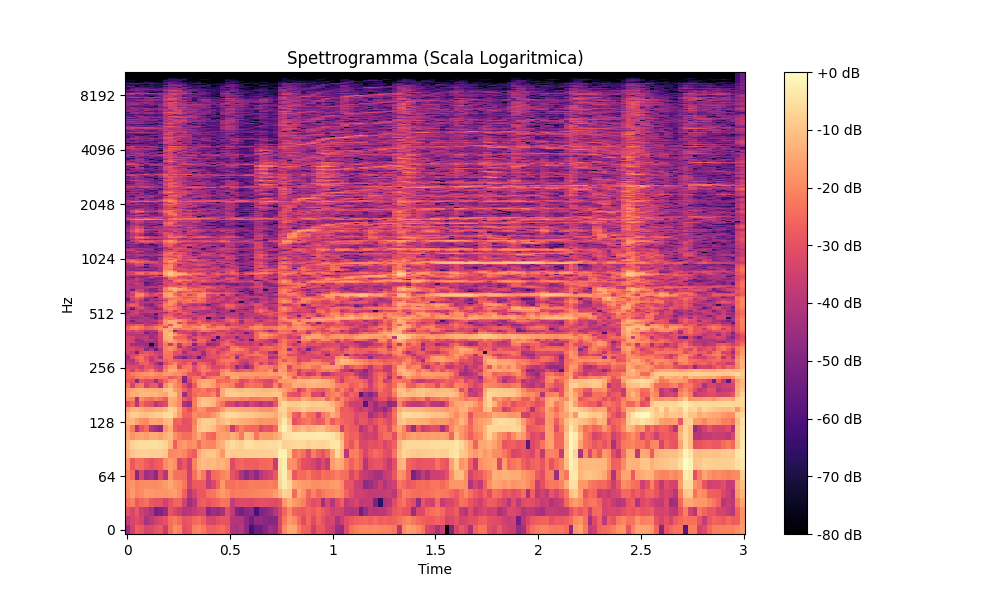 Spettrogramma (Scala Logaritmica)
Hz
8192
4096
2048
1024
512
256
128
64
0
0 0.5 1 1.5 2 2.5 3
Time
+0 dB
-10 dB
-20 dB
-30 dB
-40 dB
-50 dB
-60 dB
-70 dB
-80 dB